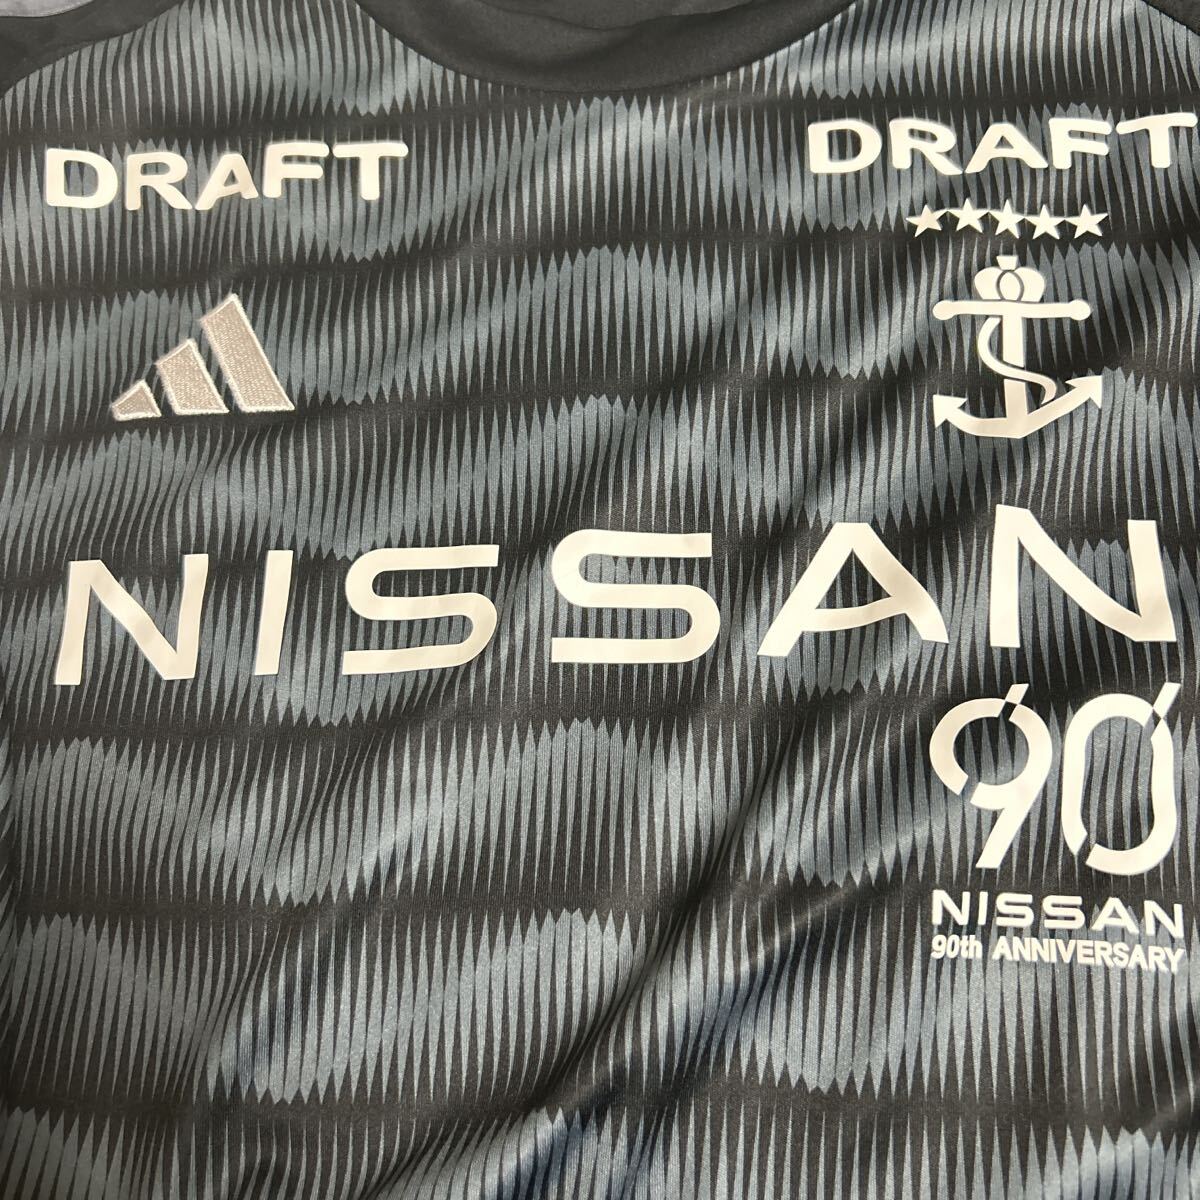 DRAFT
DRAFT
NISSAN
90
NISSAN
90th ANNIVERSARY